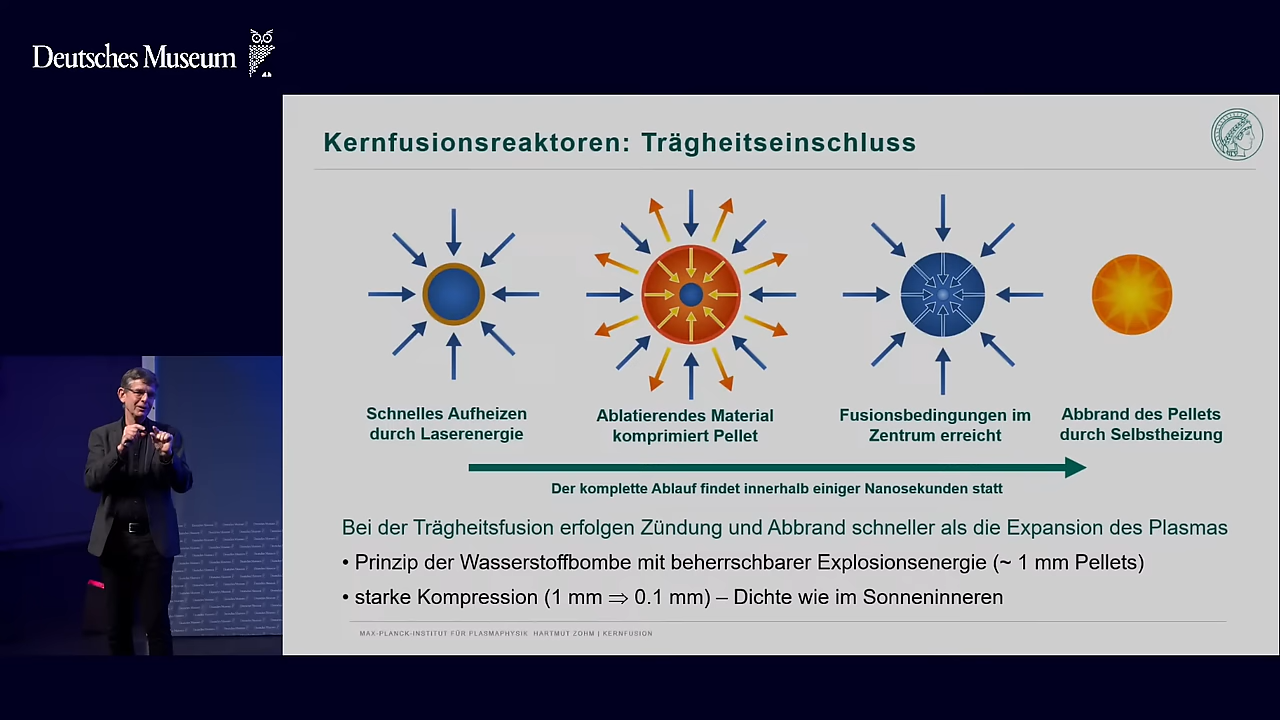 Deutsches Museum
Kernfusionsreaktoren: Trägheitseinschluss
Schnelles Aufheizen
durch Laserenergie
Ablatierendes Material
komprimiert Pellet
Fusionsbedingungen im
Zentrum erreicht
Abbrand des Pellets
durch Selbstheizung
Der komplette Ablauf findet innerhalb einiger Nanosekunden statt
Bei der Trägheitsfusion erfolgen Zündung und Abbrand schneller als die Expansion des Plasmas
• Prinzip der Wasserstoffbombe mit beherrschbarer Explosionsenergie (~ 1 mm Pellets)
• starke Kompression (1 mm ⇒ 0.1 mm) – Dichte wie im Sonneninneren
MAX-PLANCK-INSTITUT FÜR PLASMAPHYSIK HARTMUT ZOHM | KERNFUSION